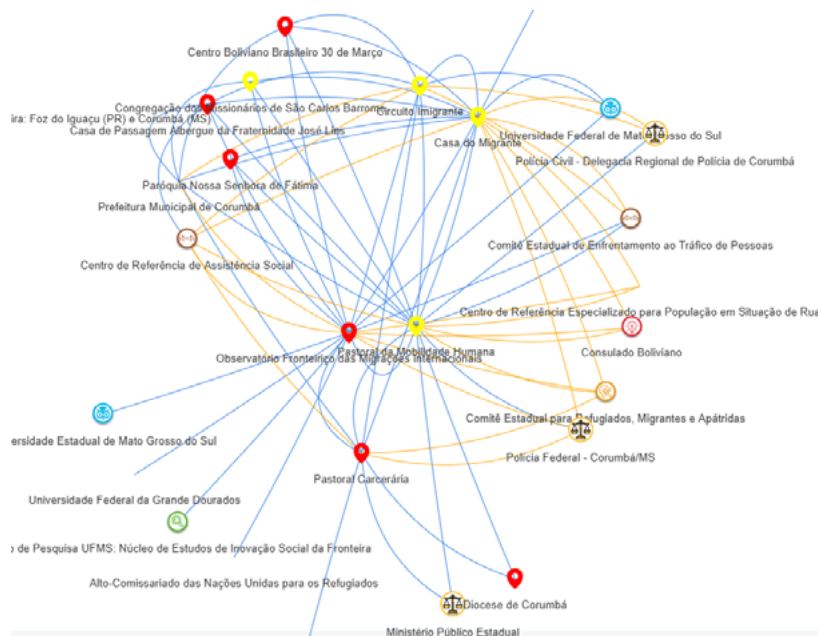 Centro Boliviano Brasileiro 30 de Março
Congregação dos Missionários de São Carlos Barromeo
Circuito Imigrante
ira: Foz do Iguaçu (PR) e Corumbá (MS)
Casa de Passagem Albergue da Fraternidade José Lins
Universidade Federal de Mato Grosso do Sul
Casa do Migrante
Polícia Civil - Delegacia Regional de Polícia de Corumbá
Paróquia Nossa Senhora de Fátima
Prefeitura Municipal de Corumbá
Comitê Estadual de Enfrentamento ao Tráfico de Pessoas
Centro de Referência de Assistência Social
Centro de Referência Especializado para População em Situação de Rua
Pastoral da Mobilidade Humana
Consulado Boliviano
Observatório Fronteiriço das Migrações Internacionais
Comitê Estadual para Refugiados, Migrantes e Apátridas
ersidade Estadual de Mato Grosso do Sul
Policia Federal - Corumbá/MS
Pastoral Carcerária
Universidade Federal da Grande Dourados
o de Pesquisa UFMS: Núcleo de Estudos de Inovação Social da Fronteira
Alto-Comissariado das Nações Unidas para os Refugiados
Diocese de Corumbá
Ministério Público Estadual